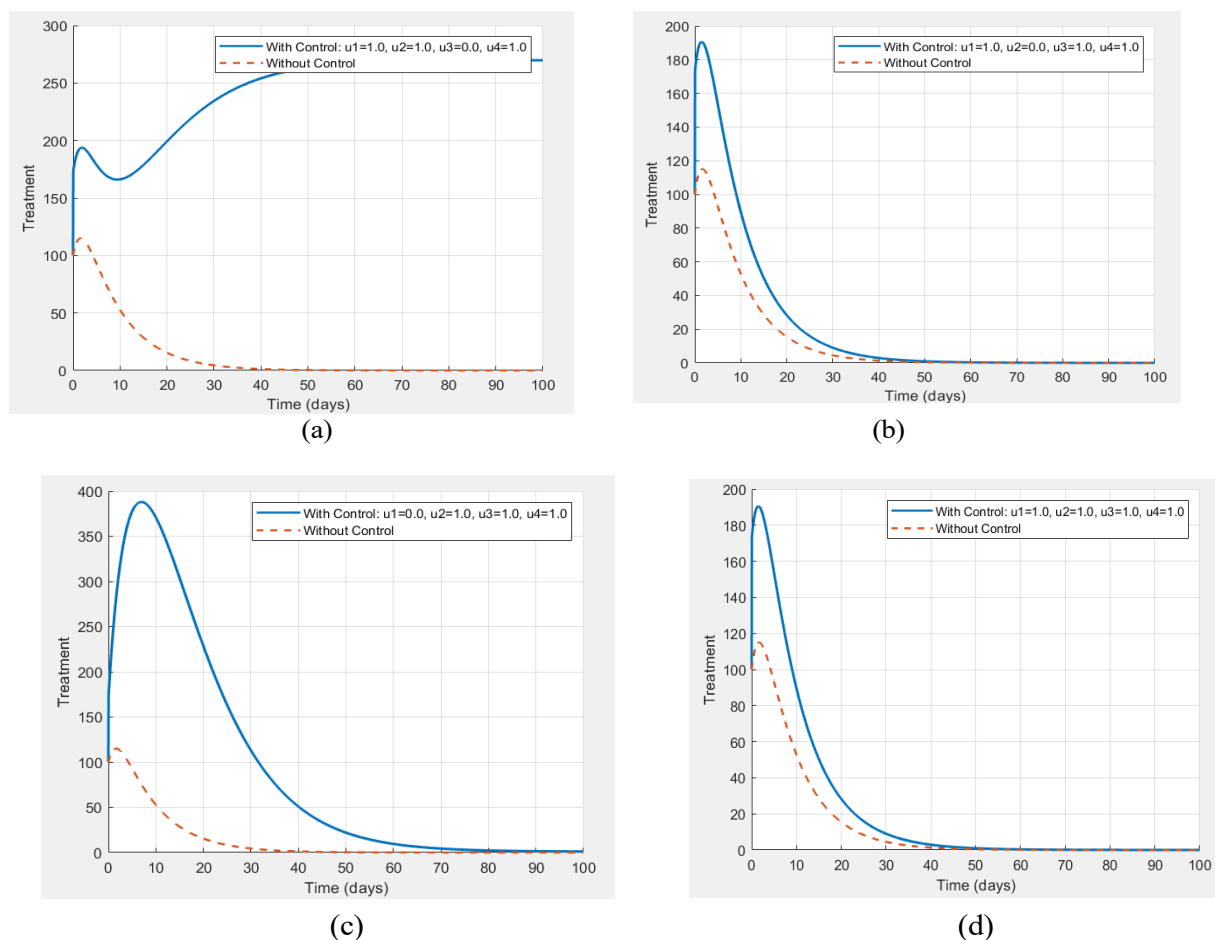 300
250
200
150
100
50
0
Treatment
With Control: u1=1.0, u2=1.0, u3=0.0, u4=1.0
Without Control
0 10 20 30 40 50 60 70 80 90 100
Time (days)
(a)
200
180
160
140
120
100
80
60
40
20
0
Treatment
With Control: u1=1.0, u2=0.0, u3=1.0, u4=1.0
Without Control
0 10 20 30 40 50 60 70 80 90 100
Time (days)
(b)
400
350
300
250
200
150
100
50
0
Treatment
With Control: u1=0.0, u2=1.0, u3=1.0, u4=1.0
Without Control
0 10 20 30 40 50 60 70 80 90 100
Time (days)
(c)
200
180
160
140
120
100
80
60
40
20
0
Treatment
With Control: u1=1.0, u2=1.0, u3=1.0, u4=1.0
Without Control
0 10 20 30 40 50 60 70 80 90 100
Time (days)
(d)